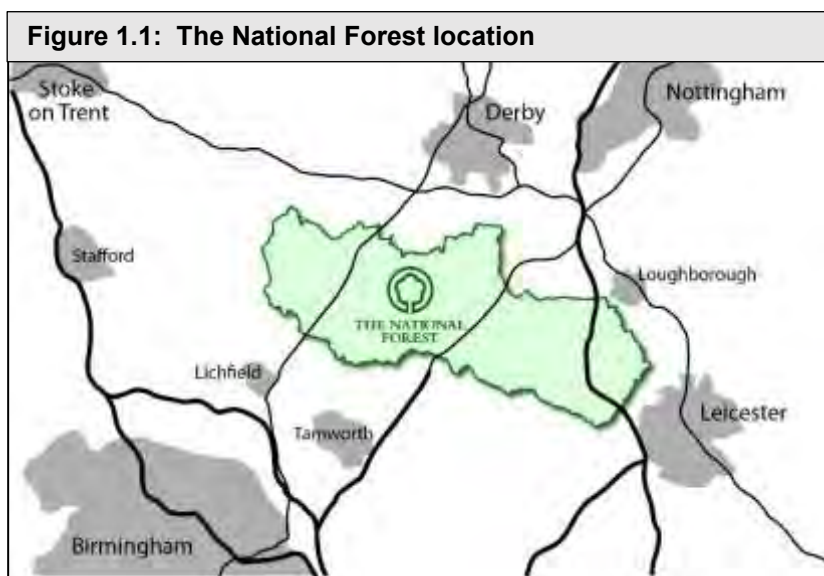 Figure 1.1: The National Forest location
Stoke
on Trent
Derby
Nottingham
Stafford
Loughborough
THE NATIONAL
FOREST
Lichfield
Tamworth
Leicester
Birmingham